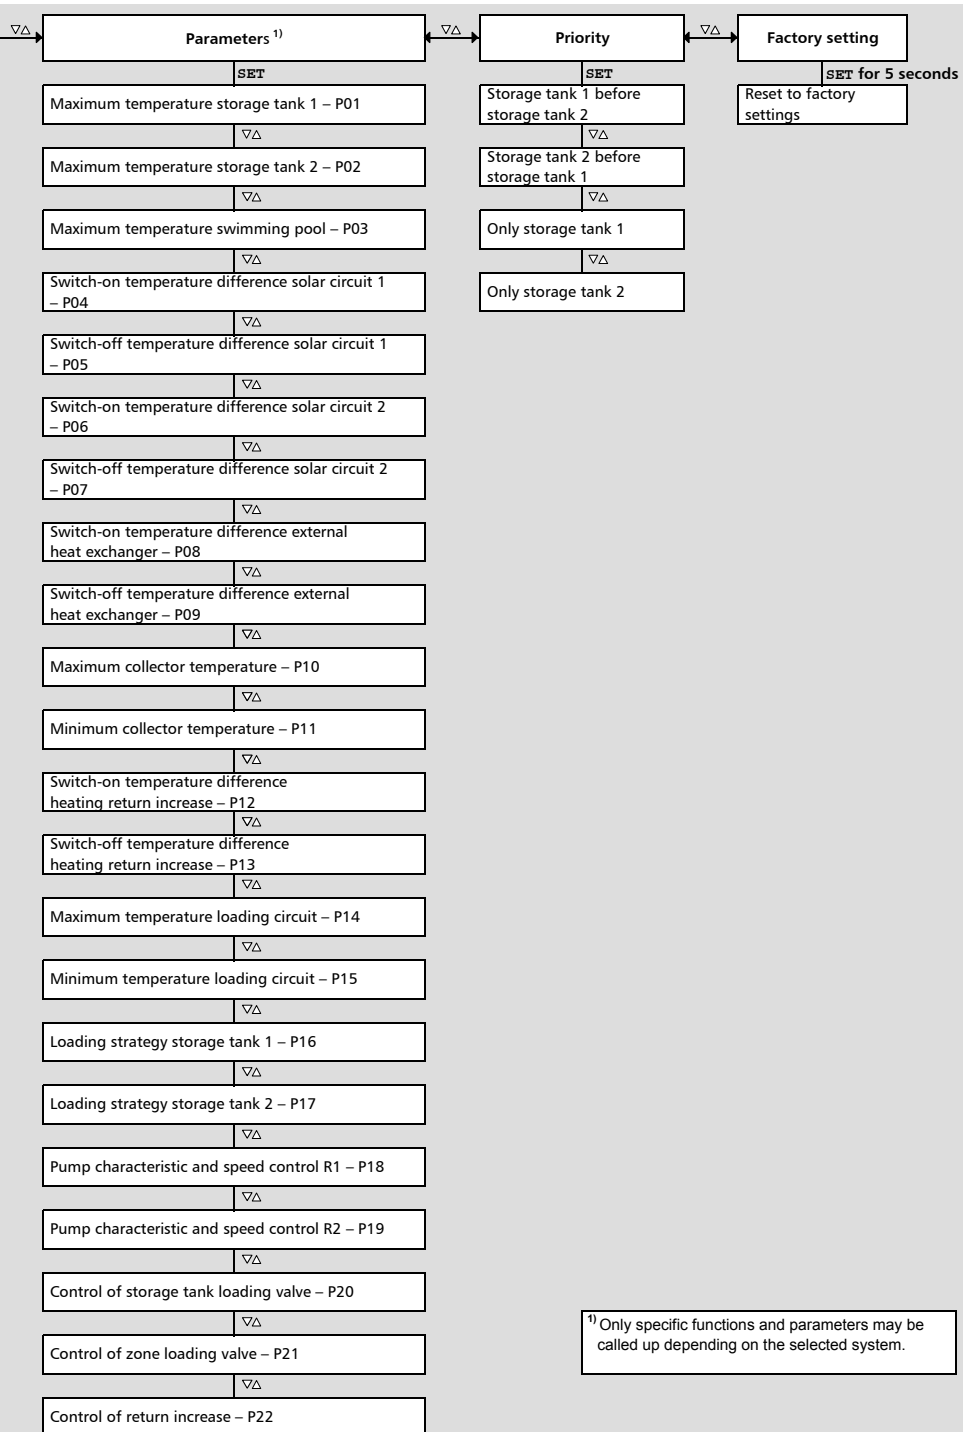 ▽△
Parameters 1)
▽△
Priority
▽△
Factory setting
SET
SET
SET for 5 seconds
Maximum temperature storage tank 1 – P01
▽△
Maximum temperature storage tank 2 – P02
▽△
Maximum temperature swimming pool – P03
▽△
Switch-on temperature difference solar circuit 1
– P04
▽△
Switch-off temperature difference solar circuit 1
– P05
▽△
Switch-on temperature difference solar circuit 2
– P06
▽△
Switch-off temperature difference solar circuit 2
– P07
▽△
Switch-on temperature difference external
heat exchanger – P08
▽△
Switch-off temperature difference external
heat exchanger – P09
▽△
Maximum collector temperature – P10
▽△
Minimum collector temperature – P11
▽△
Switch-on temperature difference
heating return increase – P12
▽△
Switch-off temperature difference
heating return increase – P13
▽△
Maximum temperature loading circuit – P14
▽△
Minimum temperature loading circuit – P15
▽△
Loading strategy storage tank 1 – P16
▽△
Loading strategy storage tank 2 – P17
▽△
Pump characteristic and speed control R1 – P18
▽△
Pump characteristic and speed control R2 – P19
▽△
Control of storage tank loading valve – P20
▽△
Control of zone loading valve – P21
▽△
Control of return increase – P22
Storage tank 1 before
storage tank 2
▽△
Storage tank 2 before
storage tank 1
▽△
Only storage tank 1
▽△
Only storage tank 2
Reset to factory
settings
1) Only specific functions and parameters may be
called up depending on the selected system.